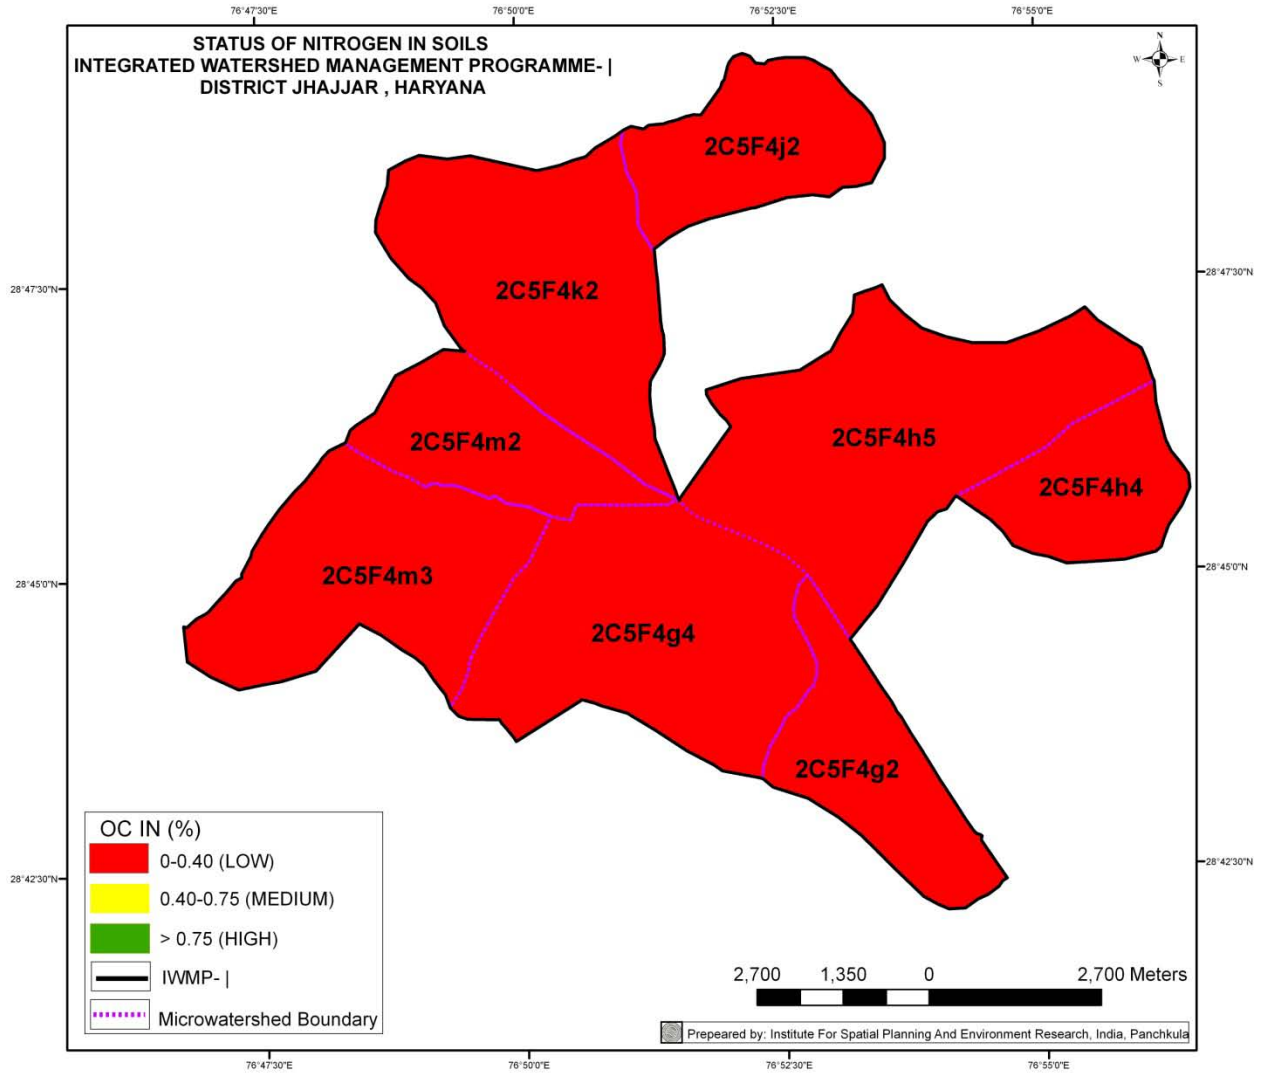 76°47'30"E
76°50'0"E
76°52'30"E
76°55'0"E
STATUS OF NITROGEN IN SOILS
INTEGRATED WATERSHED MANAGEMENT PROGRAMME- |
DISTRICT JHAJJAR , HARYANA
N
W
E
S
2C5F4j2
2C5F4k2
28°47'30"N
28°47'30"N
2C5F4m2
2C5F4h5
2C5F4h4
2C5F4m3
28°45'0"N
28°45'0"N
2C5F4g4
2C5F4g2
OC IN (%)
0-0.40 (LOW)
0.40-0.75 (MEDIUM)
> 0.75 (HIGH)
IWMP- |
Microwatershed Boundary
28°42'30"N
28°42'30"N
2,700 1,350 0 2,700 Meters
Prepeared by: Institute For Spatial Planning And Environment Research, India, Panchkula
76°47'30"E
76°50'0"E
76°52'30"E
76°55'0"E